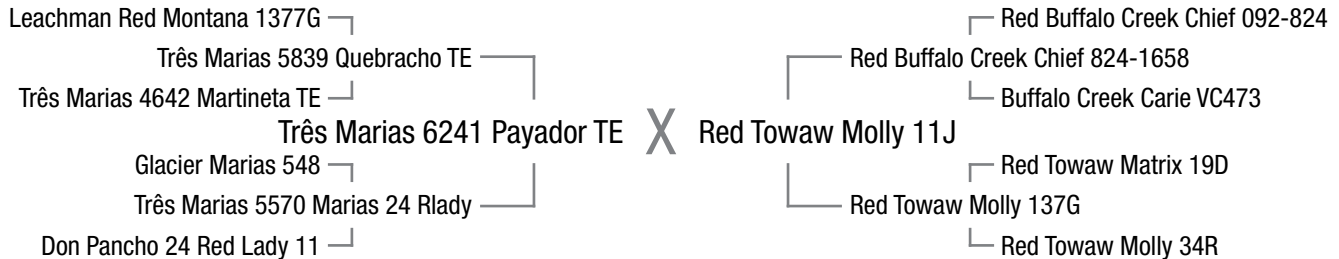 Leachman Red Montana 1377G
Red Buffalo Creek Chief 092-824
Três Marias 5839 Quebracho TE
Red Buffalo Creek Chief 824-1658
Três Marias 4642 Martineta TE
Buffalo Creek Carie VC473
Três Marias 6241 Payador TE X Red Towaw Molly 11J
Glacier Marias 548
Red Towaw Matrix 19D
Três Marias 5570 Marias 24 Rlady
Red Towaw Molly 137G
Don Pancho 24 Red Lady 11
Red Towaw Molly 34R